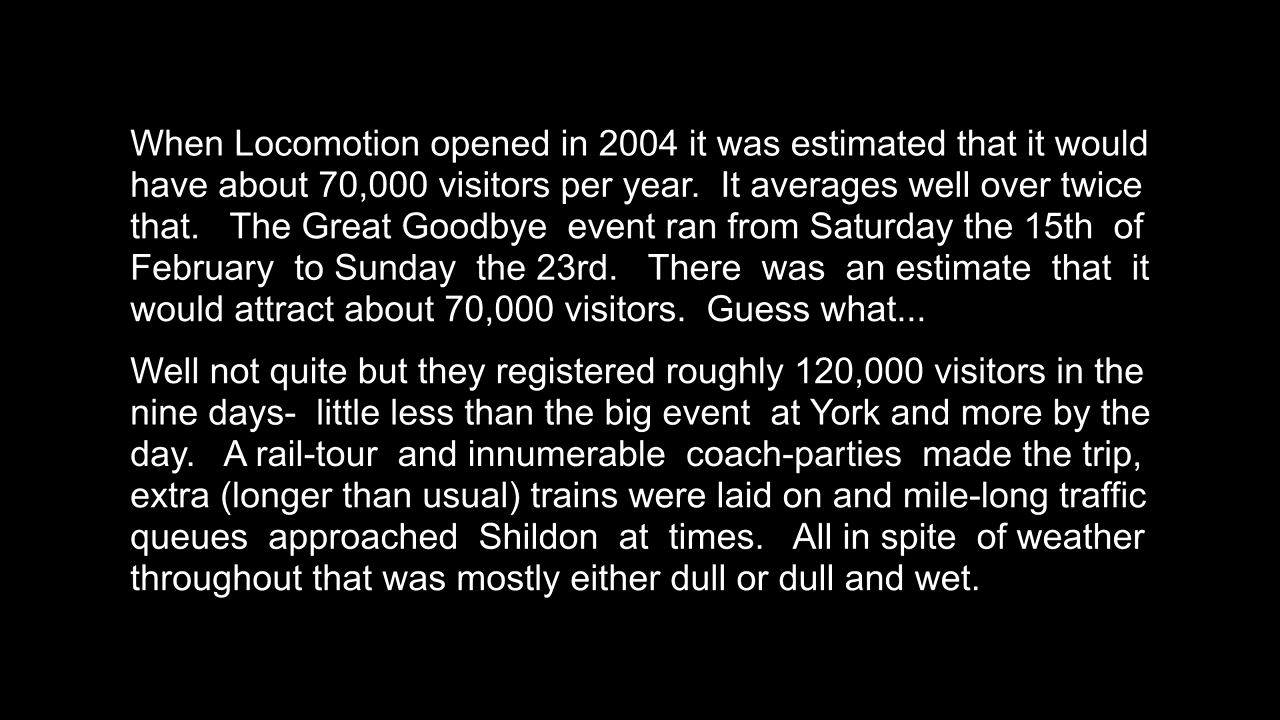 When Locomotion opened in 2004 it was estimated that it would
have about 70,000 visitors per year.  It averages well over twice
that.   The Great Goodbye  event ran from Saturday the 15th  of
February  to Sunday  the 23rd.   There  was  an estimate  that  it
would attract about 70,000 visitors.  Guess what...
Well not quite but they registered roughly 120,000 visitors in the
nine days-  little less than the big event  at York and more by the
day.   A rail-tour  and innumerable  coach-parties  made the trip,
extra (longer than usual) trains were laid on and mile-long traffic
queues  approached  Shildon  at  times.   All in spite  of weather
throughout that was mostly either dull or dull and wet.